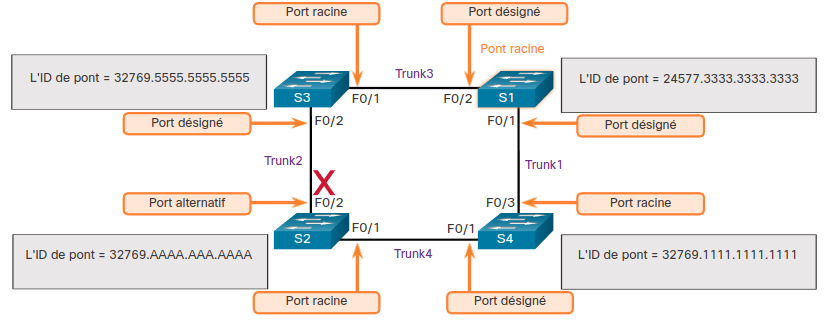 Port racine
Port désigné
Pont racine
L'ID de pont = 32769.5555.5555.5555
Trunk3
L'ID de pont = 24577.3333.3333.3333
S3
F0/1
F0/2
S1
Port désigné
F0/2
F0/1
Port désigné
Trunk2
Trunk1
X
Port alternatif
F0/2
F0/3
Port racine
S2
F0/1
F0/1
S4
L'ID de pont = 32769.AAAA.AAA.AAAA
Trunk4
L'ID de pont = 32769.1111.1111.1111
Port racine
Port désigné